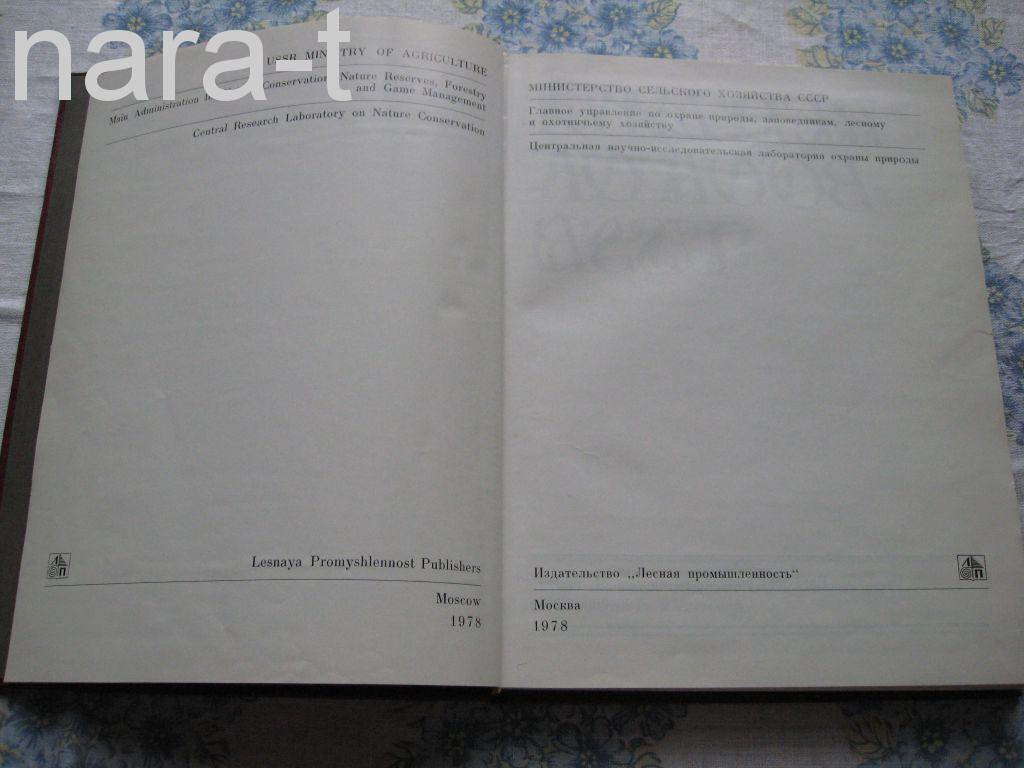 nara-t
USSR MINISTRY OF AGRICULTURE
Main Administration Conservation, Nature Reserves, Forestry
and Game Management
Central Research Laboratory on Nature Conservation
Lesnaya Promyshlennost Publishers
Moscow
1978
МИНИСТЕРСТВО СЕЛЬСКОГО ХОЗЯЙСТВА СССР
Главное управление по охране природы, заповедникам, лесному
и охотничьему хозяйству
Центральная научно-исследовательская лаборатория охраны природы
Издательство „Лесная промышленность“
Москва
1978
ЛП
ЛП